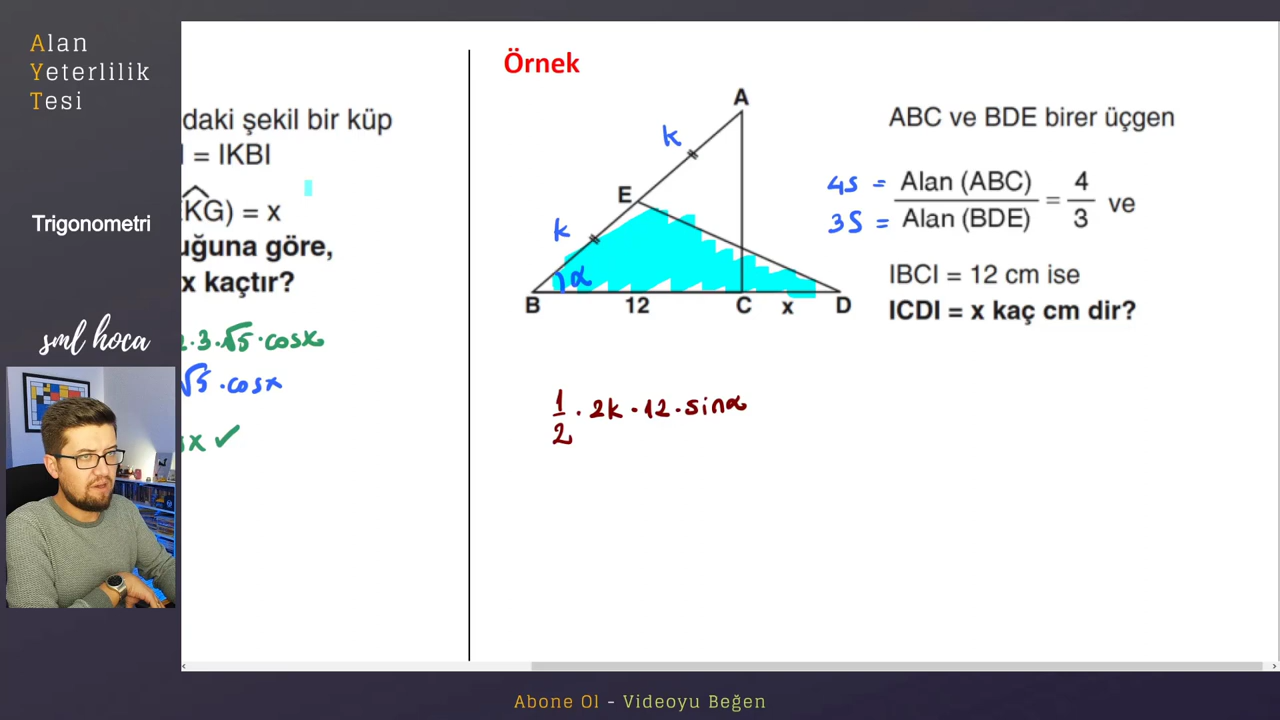 Alan
Yeterlilik
Tesi
Trigonometri
sml hoca
daki şekil bir küp
= IKBI
KG) = x
uğuna göre,
x kaçtır?
· 3 · √5 · cosx
√5 · cosx
x ✓
Örnek
A
k
E
k
α
B
12
C
x
D
ABC ve BDE birer üçgen
4S = Alan (ABC)
3S = Alan (BDE)
= 4/3 ve
IBCI = 12 cm ise
ICDI = x kaç cm dir?
1/2 · 2k · 12 · sinα
Abone Ol - Videoyu Beğen